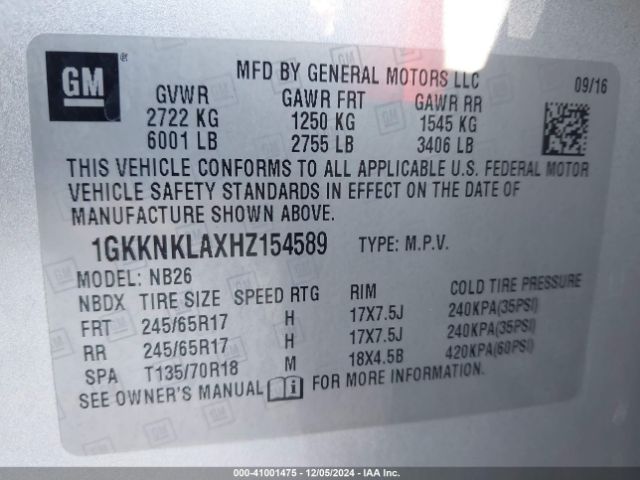 GM
MFD BY GENERAL MOTORS LLC
09/16
GVWR GAWR FRT GAWR RR
2722 KG 1250 KG 1545 KG
6001 LB 2755 LB 3406 LB
THIS VEHICLE CONFORMS TO ALL APPLICABLE U.S. FEDERAL MOTOR
VEHICLE SAFETY STANDARDS IN EFFECT ON THE DATE OF
MANUFACTURE SHOWN ABOVE.
1GKKNKLAXHZ154589 TYPE: M.P.V.
MODEL: NB26
NBDX TIRE SIZE SPEED RTG RIM COLD TIRE PRESSURE
FRT 245/65R17 H 17X7.5J 240KPA(35PSI)
RR 245/65R17 H 17X7.5J 240KPA(35PSI)
SPA T135/70R18 M 18X4.5B 420KPA(60PSI)
SEE OWNER'S MANUAL FOR MORE INFORMATION.
000-41001475 - 12/05/2024 - IAA Inc.